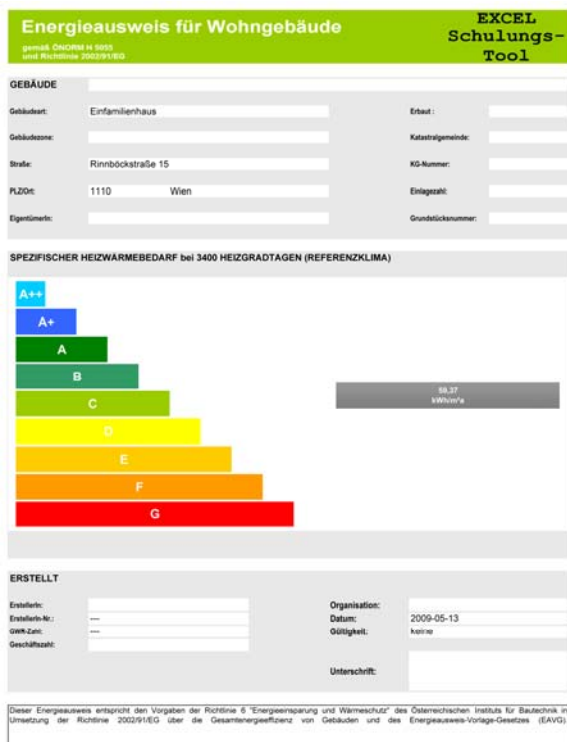 Energieausweis für Wohngebäude
gemäß ÖNORM H 5055
und Richtlinie 2002/91/EG
EXCEL
Schulungs-
Tool
GEBÄUDE
Gebäudeart: Einfamilienhaus Erbaut :
Gebäudezone: Katastralgemeinde:
Straße: Rinnböckstraße 15 KG-Nummer:
PLZ/Ort: 1110 Wien Einlagezahl:
EigentümerIn: Grundstücksnummer:
SPEZIFISCHER HEIZWÄRMEBEDARF bei 3400 HEIZGRADTAGEN (REFERENZKLIMA)
A++
A+
A
B
59,37
kWh/m²a
C
D
E
F
G
ERSTELLT
ErstellerIn: Organisation:
ErstellerIn-Nr.: --- Datum: 2009-05-13
GWR-Zahl: --- Gültigkeit: keine
Geschäftszahl:
Unterschrift:
Dieser Energieausweis entspricht den Vorgaben der Richtlinie 6 "Energieeinsparung und Wärmeschutz" des Österreichischen Instituts für Bautechnik in
Umsetzung der Richtlinie 2002/91/EG über die Gesamtenergieeffizienz von Gebäuden und des Energieausweis-Vorlage-Gesetzes (EAVG).